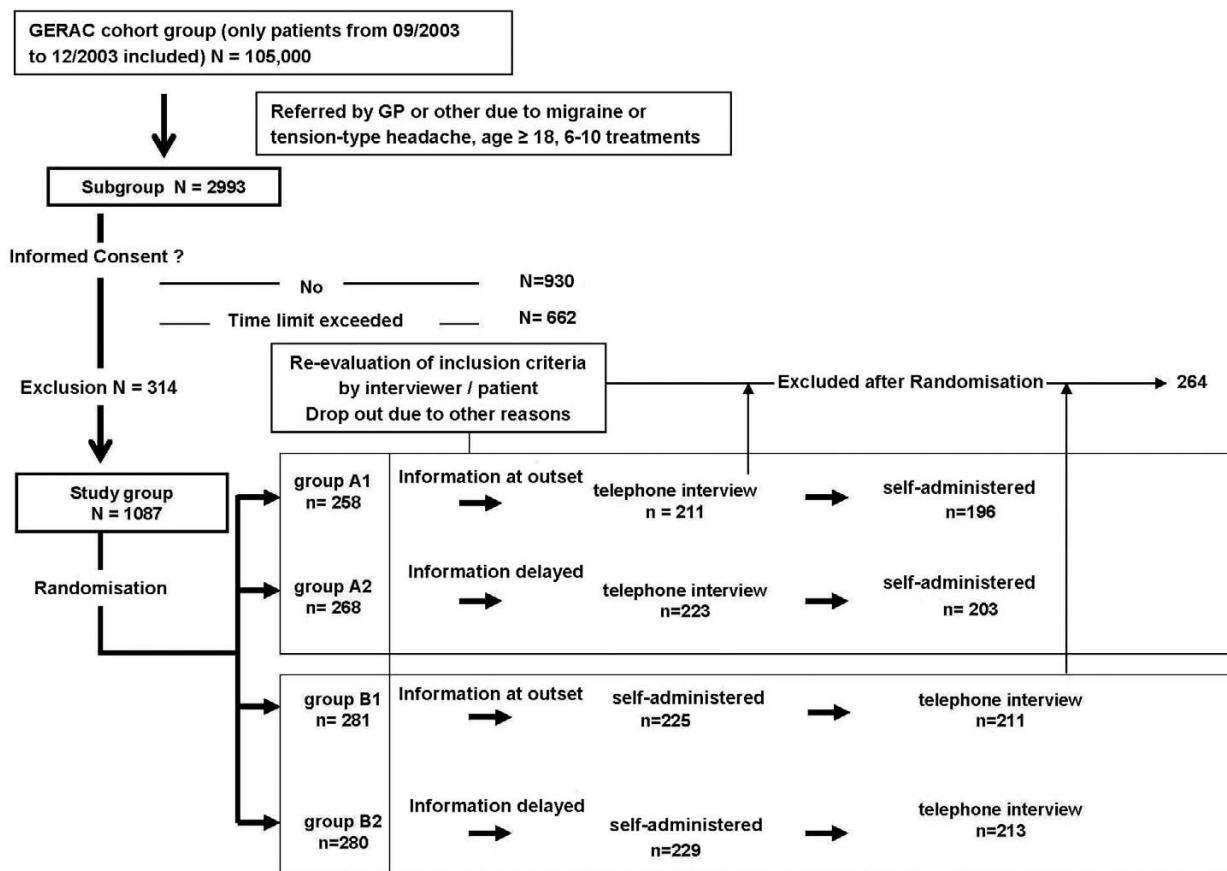 GERAC cohort group (only patients from 09/2003
to 12/2003 included) N = 105,000
Referred by GP or other due to migraine or
tension-type headache, age ≥ 18, 6-10 treatments
Subgroup N = 2993
Informed Consent ?
No N=930
Time limit exceeded N= 662
Re-evaluation of inclusion criteria
by interviewer / patient
Drop out due to other reasons
Excluded after Randomisation 264
Exclusion N = 314
Study group
N = 1087
Randomisation
group A1
n= 258
Information at outset
telephone interview
n = 211
self-administered
n=196
group A2
n= 268
Information delayed
telephone interview
n=223
self-administered
n= 203
group B1
n= 281
Information at outset
self-administered
n=225
telephone interview
n=211
group B2
n=280
Information delayed
self-administered
n=229
telephone interview
n=213